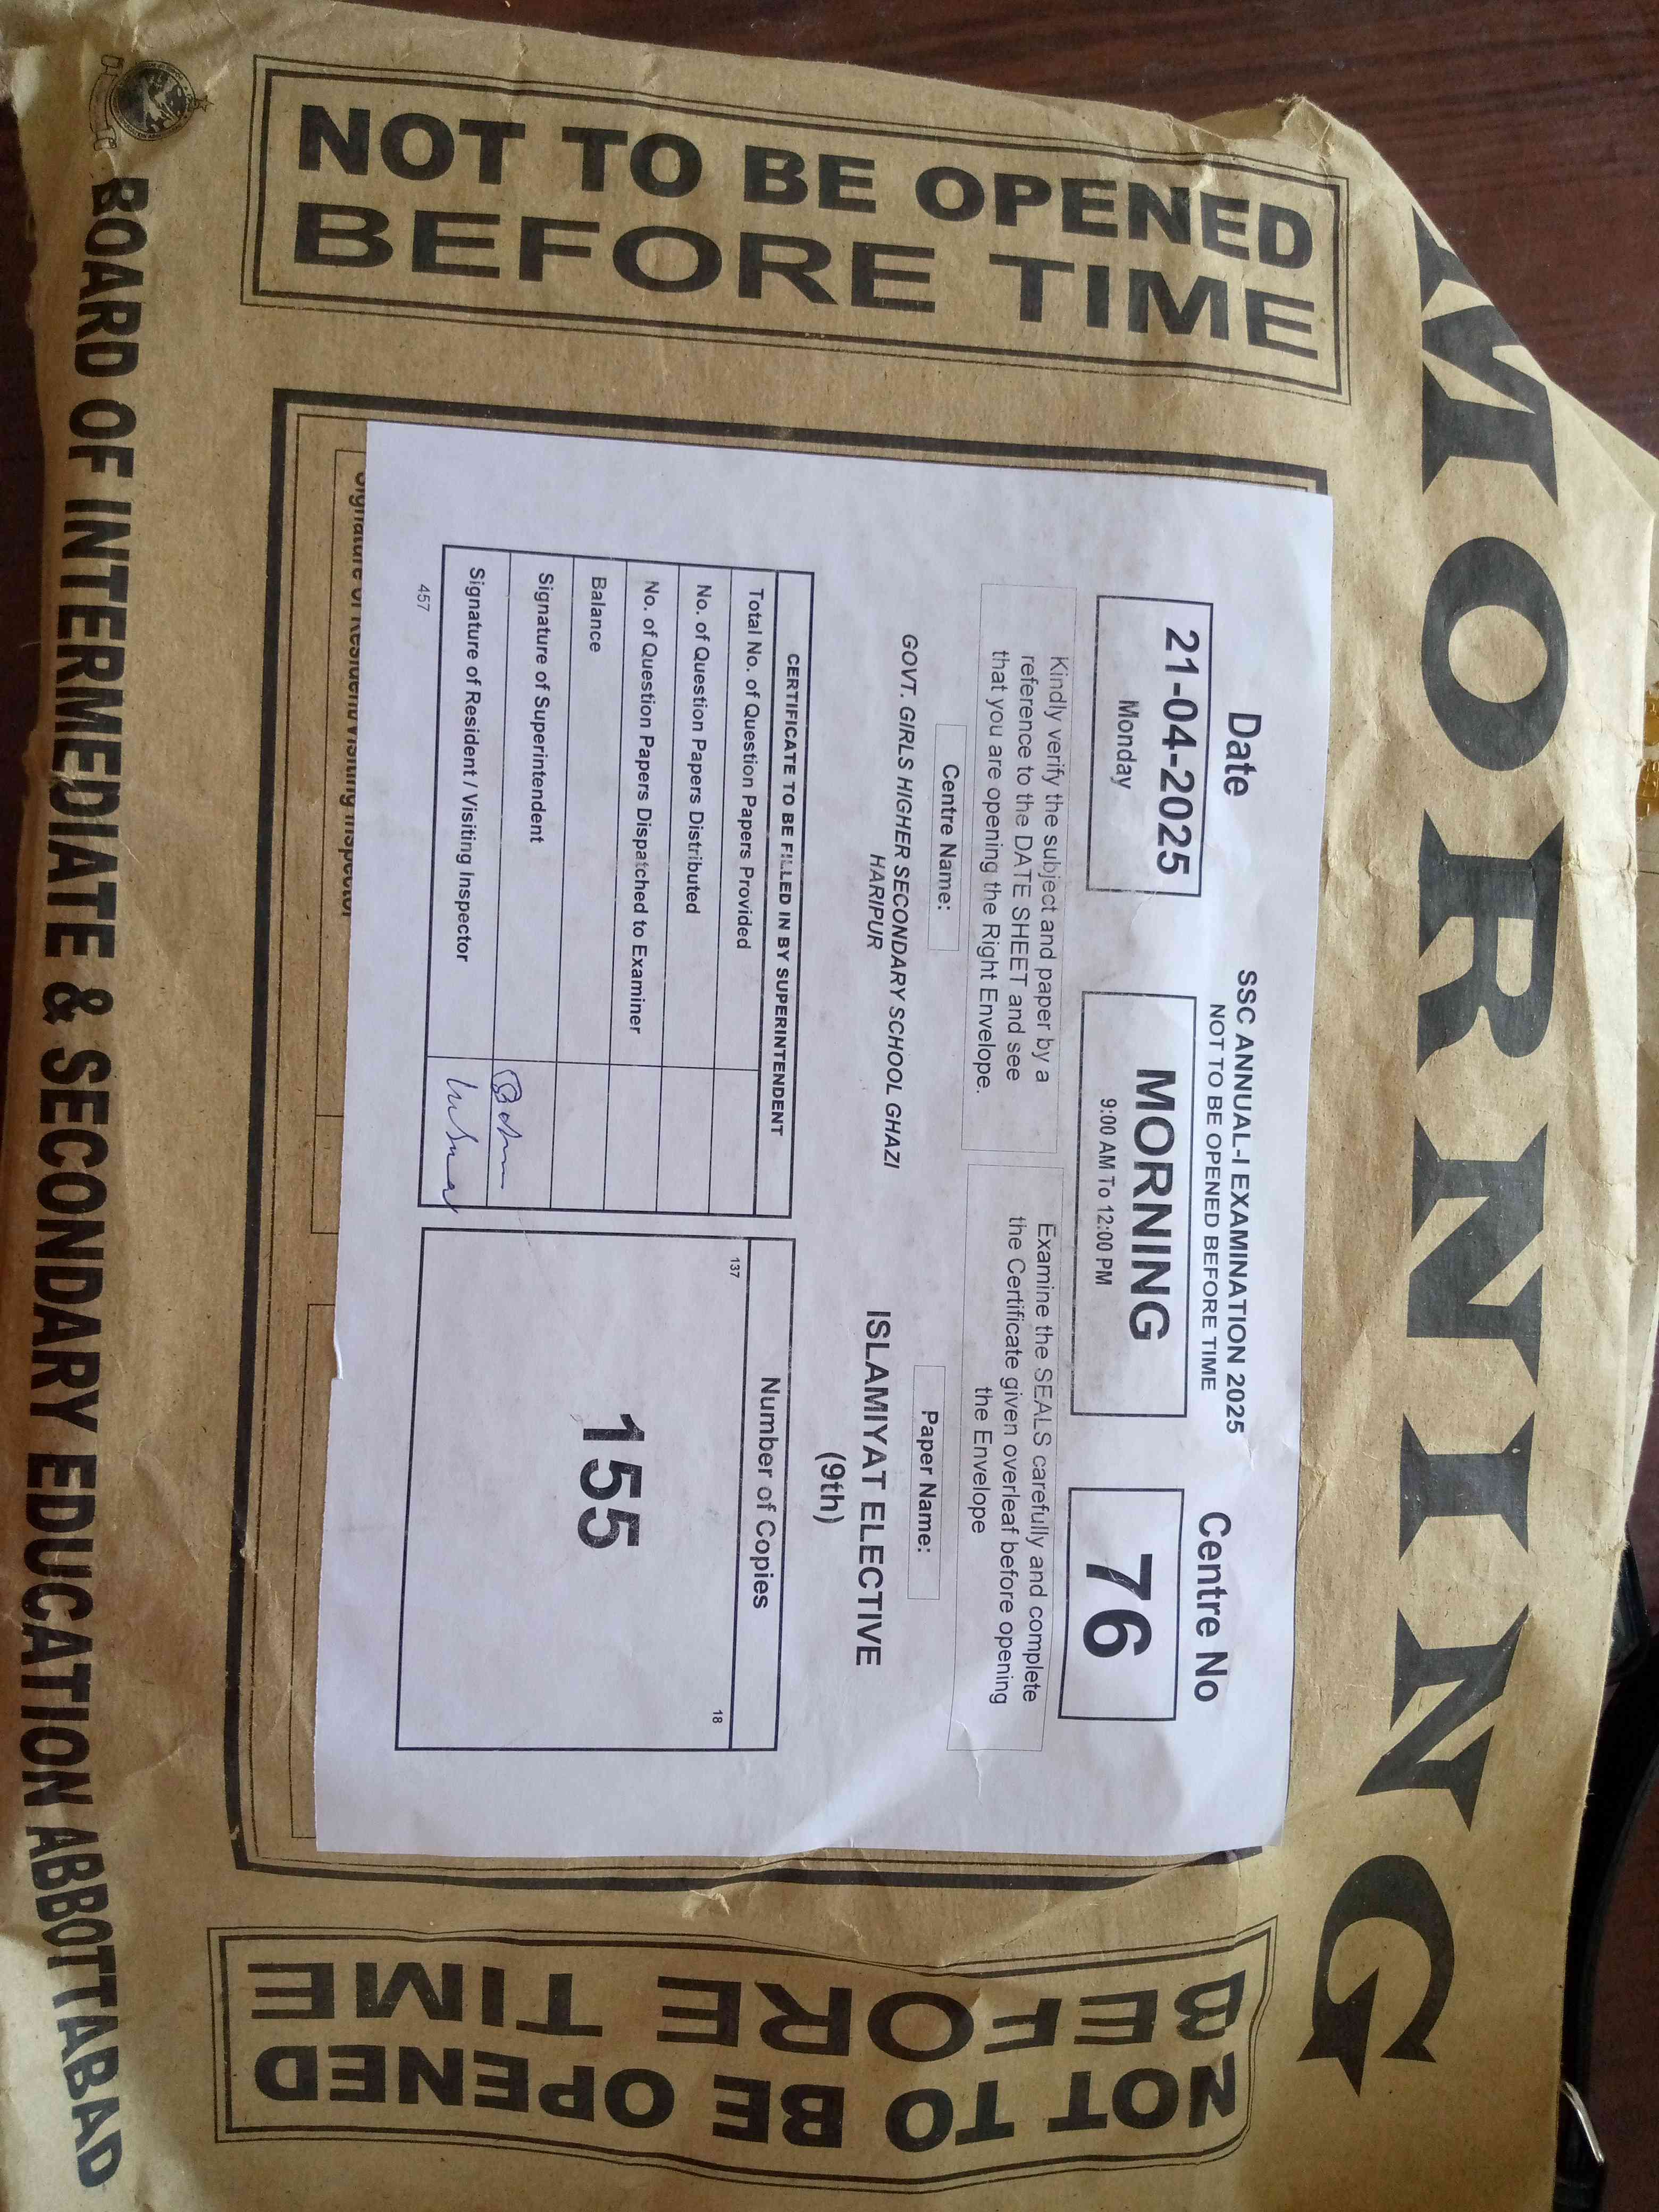 MORNING
NOT TO BE OPENED
BEFORE TIME
SSC ANNUAL-I EXAMINATION 2025
NOT TO BE OPENED BEFORE TIME
Date
21-04-2025
Monday
MORNING
9:00 AM To 12:00 PM
Centre No
76
Kindly verify the subject and paper by a
reference to the DATE SHEET and see
that you are opening the Right Envelope.
Examine the SEALS carefully and complete
the Certificate given overleaf before opening
the Envelope
Centre Name:
GOVT. GIRLS HIGHER SECONDARY SCHOOL GHAZI
HARIPUR
Paper Name:
ISLAMIYAT ELECTIVE
(9th)
CERTIFICATE TO BE FILLED IN BY SUPERINTENDENT
Total No. of Question Papers Provided
No. of Question Papers Distributed
No. of Question Papers Dispatched to Examiner
Balance
Signature of Superintendent
Signature of Resident / Visiting Inspector
457
Number of Copies
137
18
155
Signature of Resident/Visiting Inspector
NOT TO BE OPENED
BEFORE TIME
BOARD OF INTERMEDIATE & SECONDARY EDUCATION ABBOTTABAD